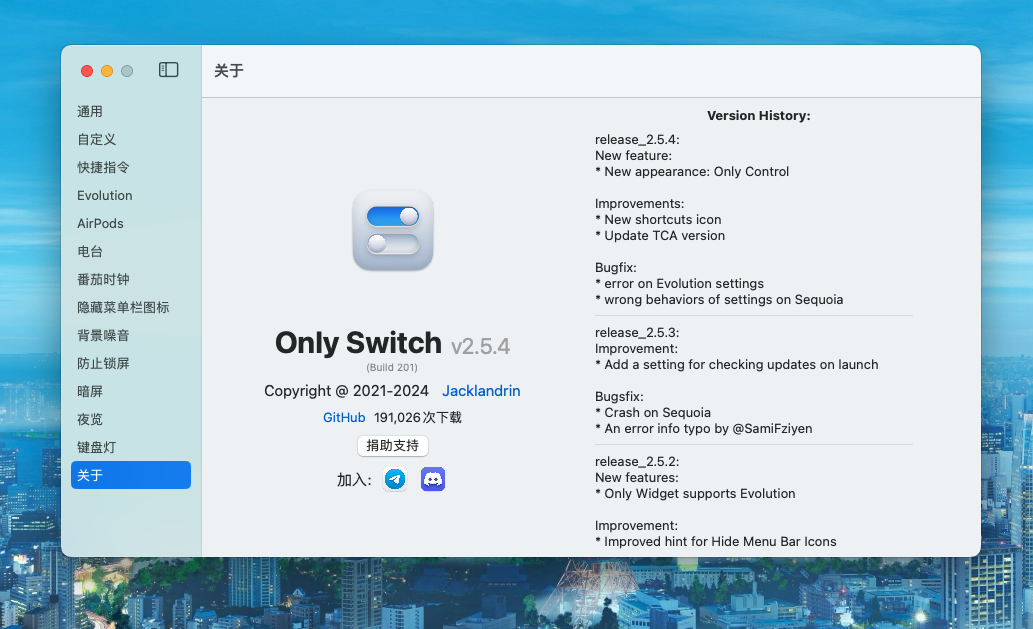 关于
通用
自定义
快捷指令
Evolution
AirPods
电台
番茄时钟
隐藏菜单栏图标
背景噪音
防止锁屏
暗屏
夜览
键盘灯
关于
Only Switch v2.5.4
(Build 201)
Copyright @ 2021-2024 Jacklandrin
GitHub 191,026次下载
捐助支持
加入:
Version History:
release_2.5.4:
New feature:
* New appearance: Only Control
Improvements:
* New shortcuts icon
* Update TCA version
Bugfix:
* error on Evolution settings
* wrong behaviors of settings on Sequoia
release_2.5.3:
Improvement:
* Add a setting for checking updates on launch
Bugsfix:
* Crash on Sequoia
* An error info typo by @SamiFziyen
release_2.5.2:
New features:
* Only Widget supports Evolution
Improvement:
* Improved hint for Hide Menu Bar Icons